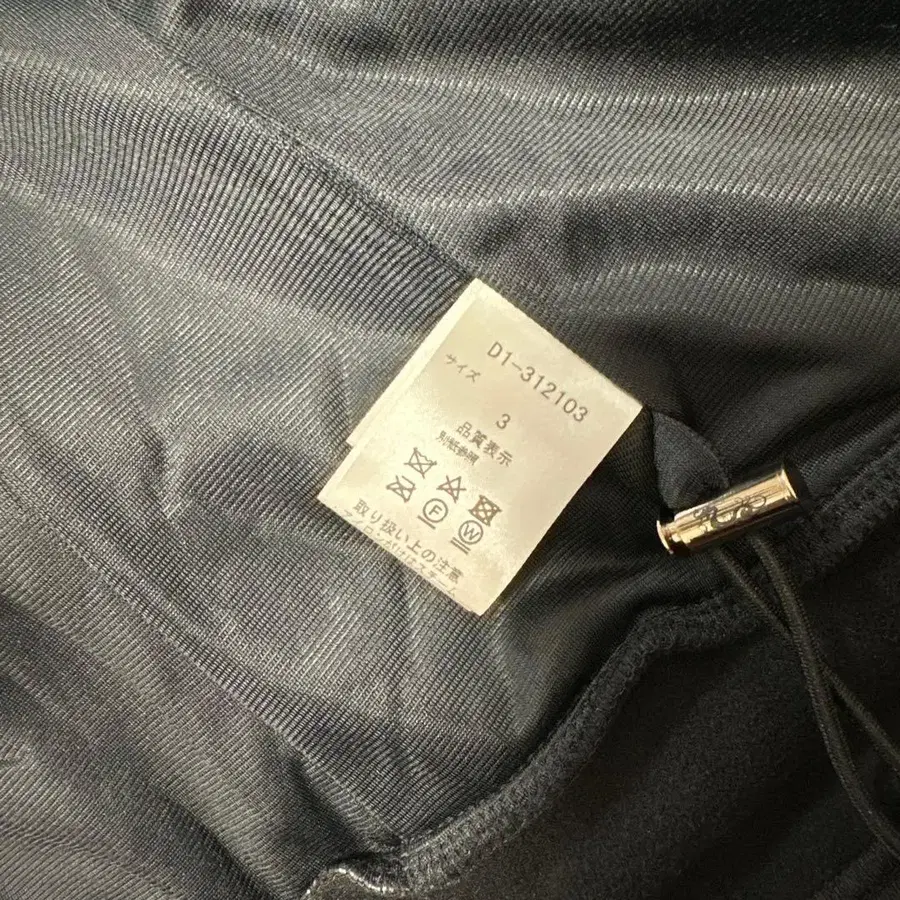 D1-312103
サイズ
3
品質表示
別紙参照
F
W
取り扱い上の注意